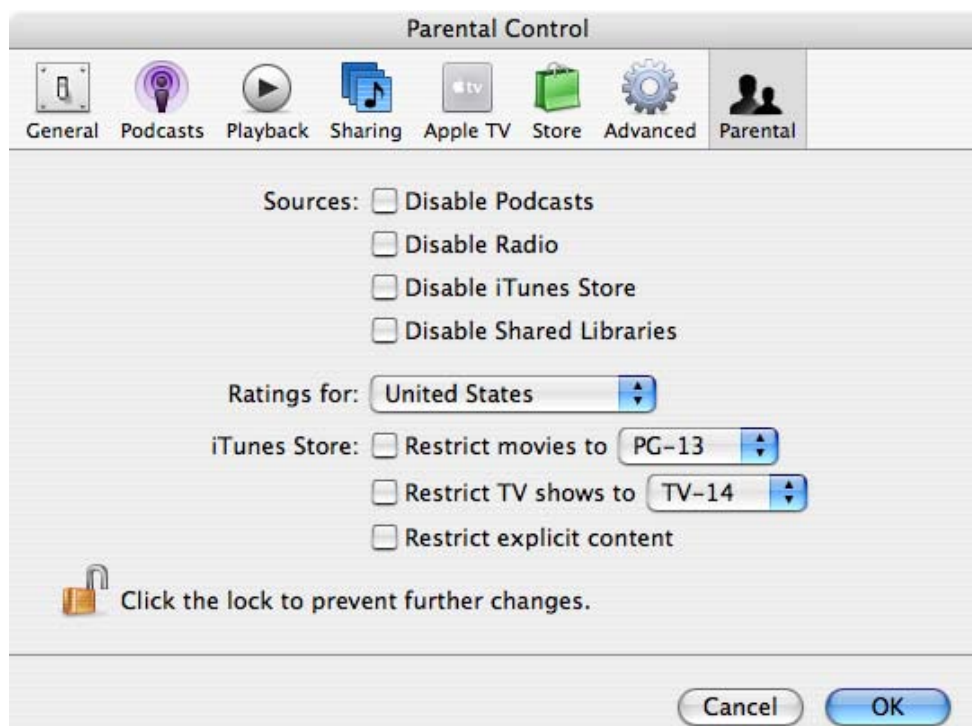 Parental Control
General Podcasts Playback Sharing Apple TV Store Advanced Parental
Sources: Disable Podcasts
Disable Radio
Disable iTunes Store
Disable Shared Libraries
Ratings for: United States
iTunes Store: Restrict movies to PG-13
Restrict TV shows to TV-14
Restrict explicit content
Click the lock to prevent further changes.
Cancel OK